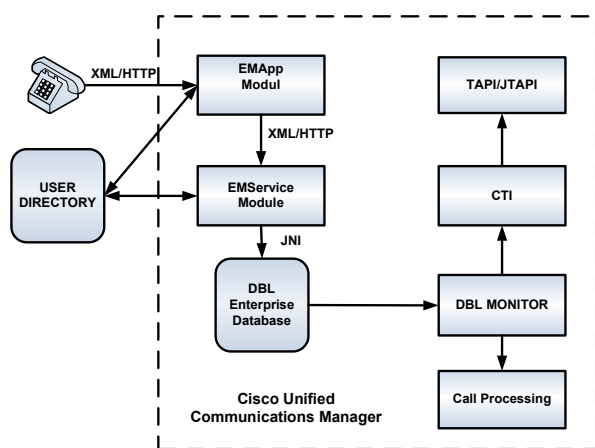 XML/HTTP
EMApp
Modul
TAPI/JTAPI
XML/HTTP
USER
DIRECTORY
EMService
Module
CTI
JNI
DBL
Enterprise
Database
DBL MONITOR
Cisco Unified
Communications Manager
Call Processing